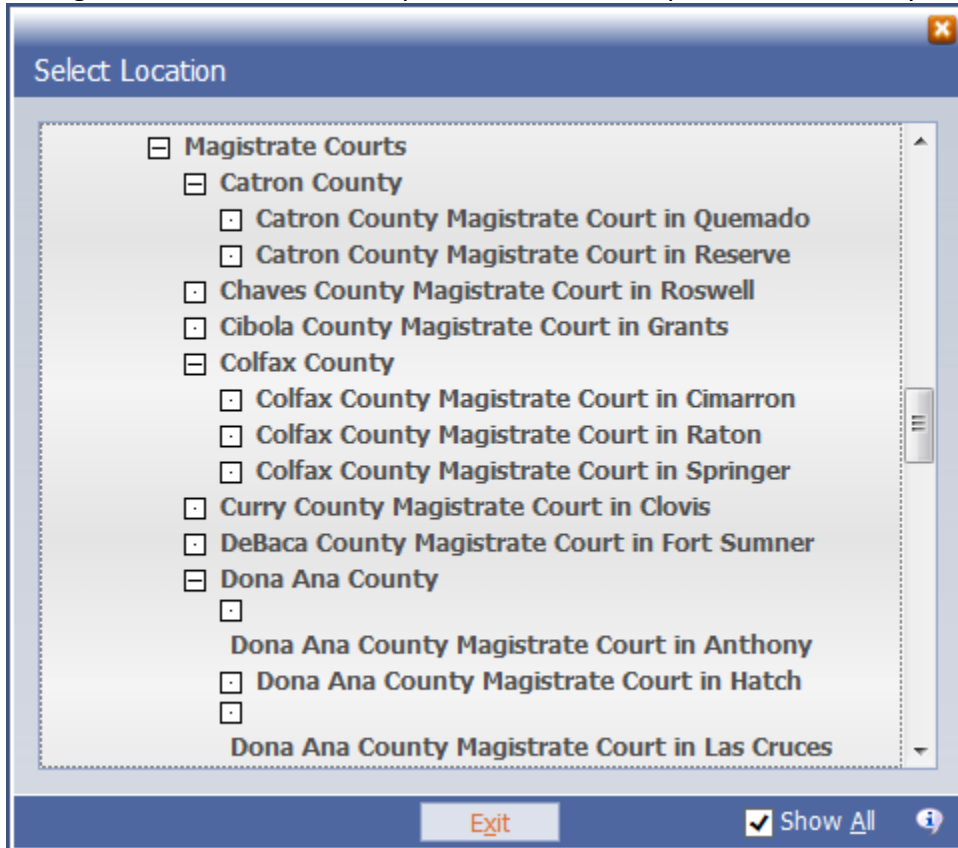 Select Location
Magistrate Courts
Catron County
Catron County Magistrate Court in Quemado
Catron County Magistrate Court in Reserve
Chaves County Magistrate Court in Roswell
Cibola County Magistrate Court in Grants
Colfax County
Colfax County Magistrate Court in Cimarron
Colfax County Magistrate Court in Raton
Colfax County Magistrate Court in Springer
Curry County Magistrate Court in Clovis
DeBaca County Magistrate Court in Fort Sumner
Dona Ana County
Dona Ana County Magistrate Court in Anthony
Dona Ana County Magistrate Court in Hatch
Dona Ana County Magistrate Court in Las Cruces
Exit
Show All